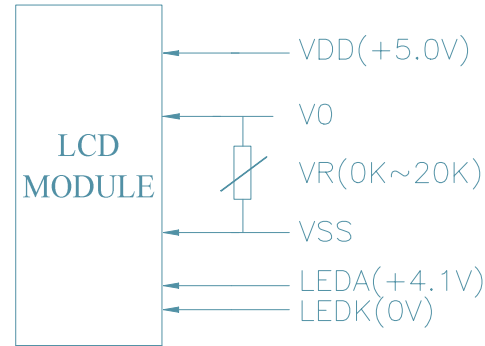 VDD(+5.0V)
V0
LCD
MODULE
VR(0K~20K)
VSS
LEDA(+4.1V)
LEDK(0V)